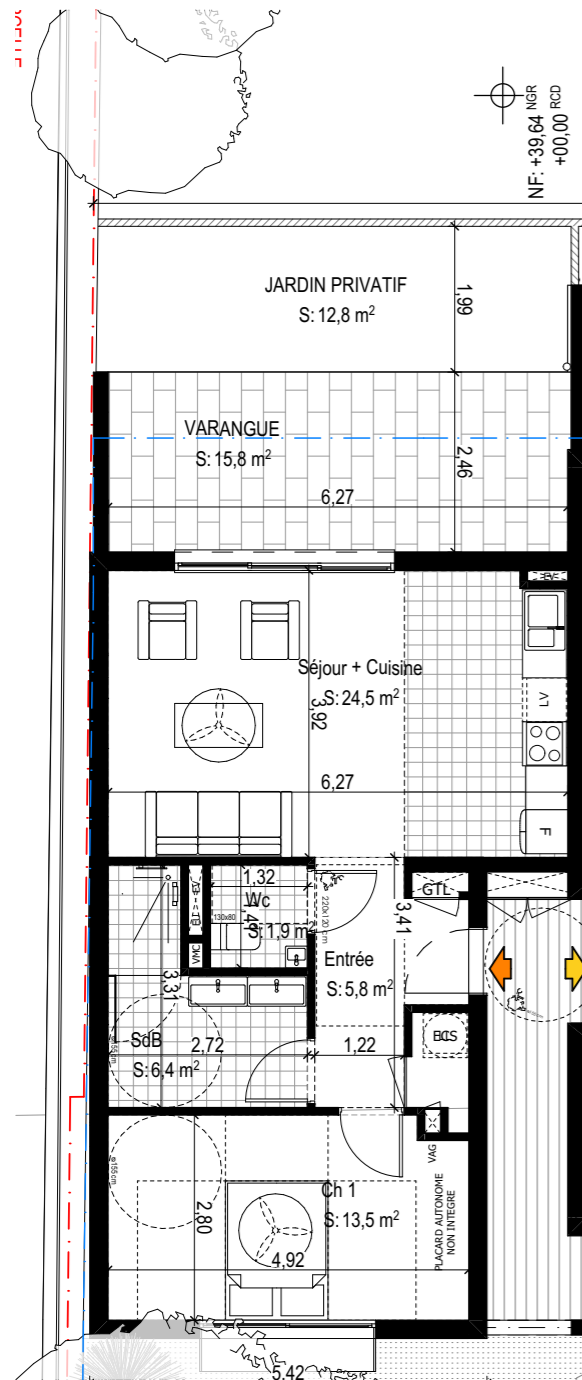 NF: +39,64 NGR
+00,00 RCD
JARDIN PRIVATIF
S: 12,8 m²
1,99
VARANGUE
S: 15,8 m²
2,46
6,27
Séjour + Cuisine
S: 24,5 m²
3,92
6,27
LV
F
1,32
Wc
S: 1,9 m
130x80
220x120 cm
GTL
3,41
VMC
Entrée
S: 5,8 m²
3,31
SdB
S: 6,4 m²
2,72
1,22
ECS
VAG
Ch 1
S: 13,5 m²
2,80
4,92
PLACARD AUTONOME
NON INTEGRE
5,42